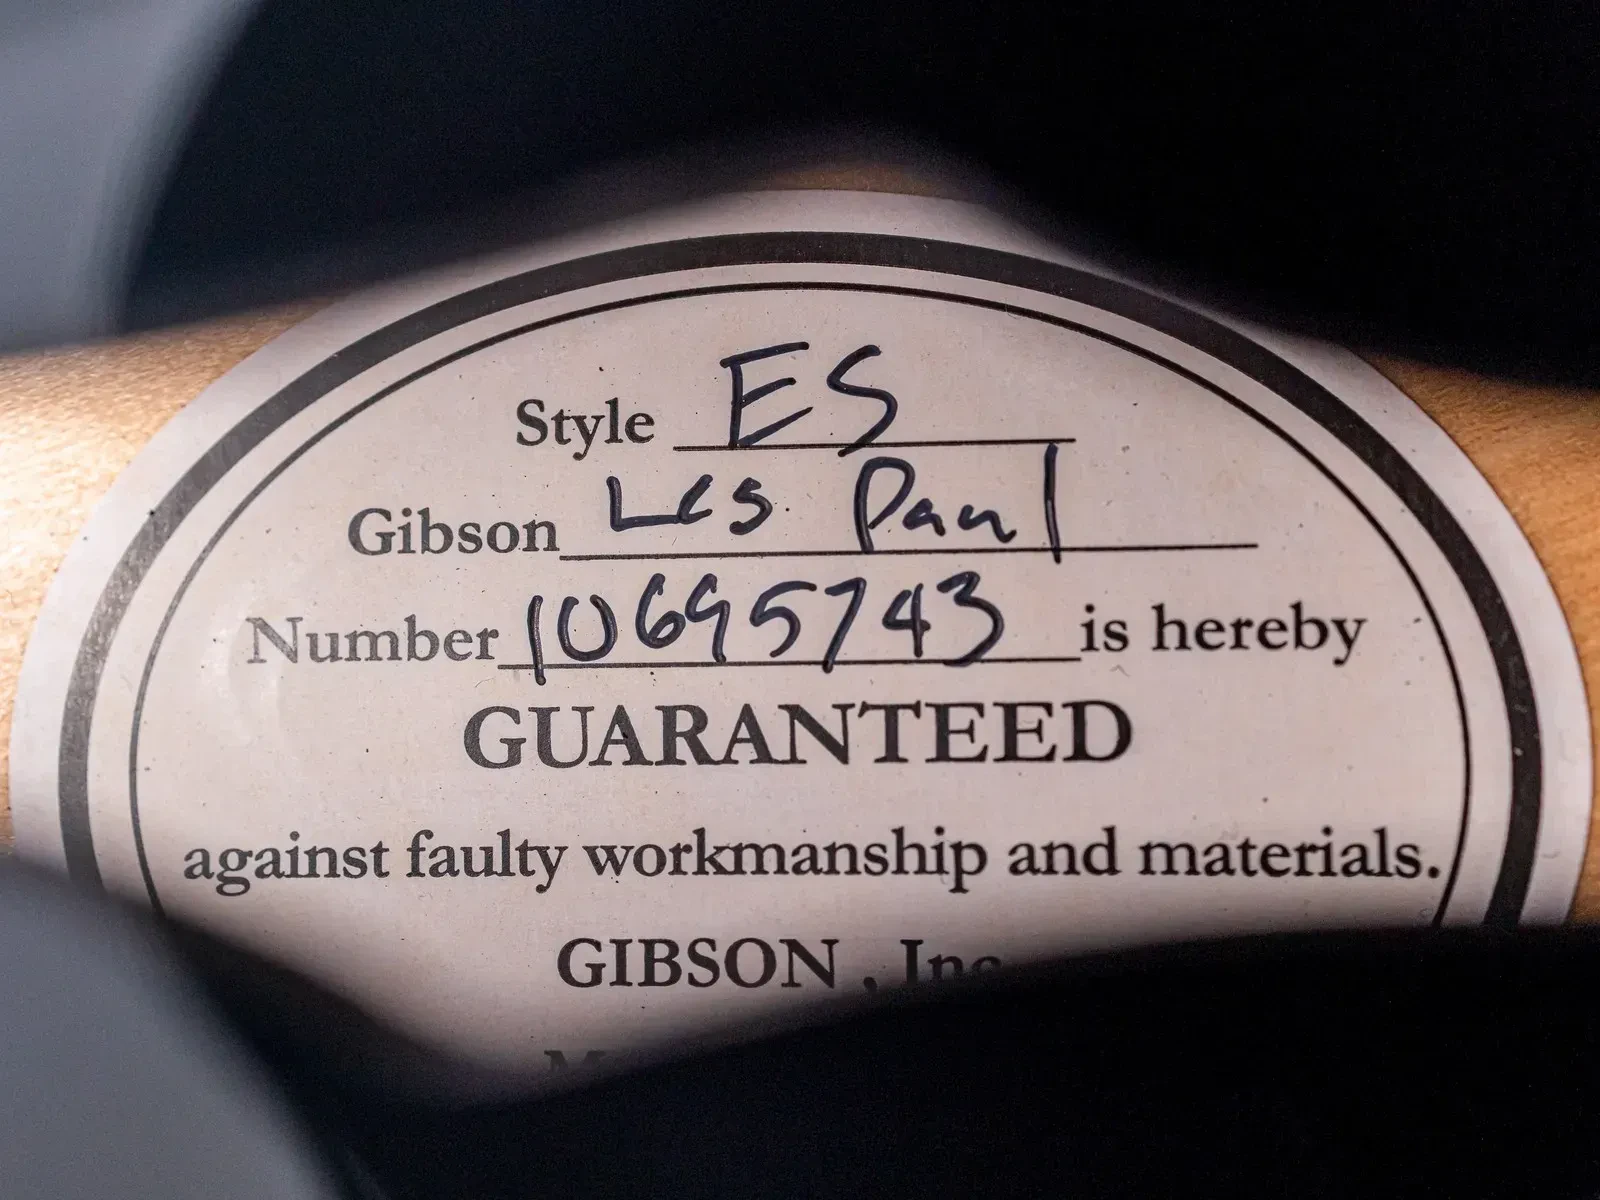 Style ES
Gibson Les Paul
Number 10695743 is hereby
GUARANTEED
against faulty workmanship and materials.
GIBSON, Inc